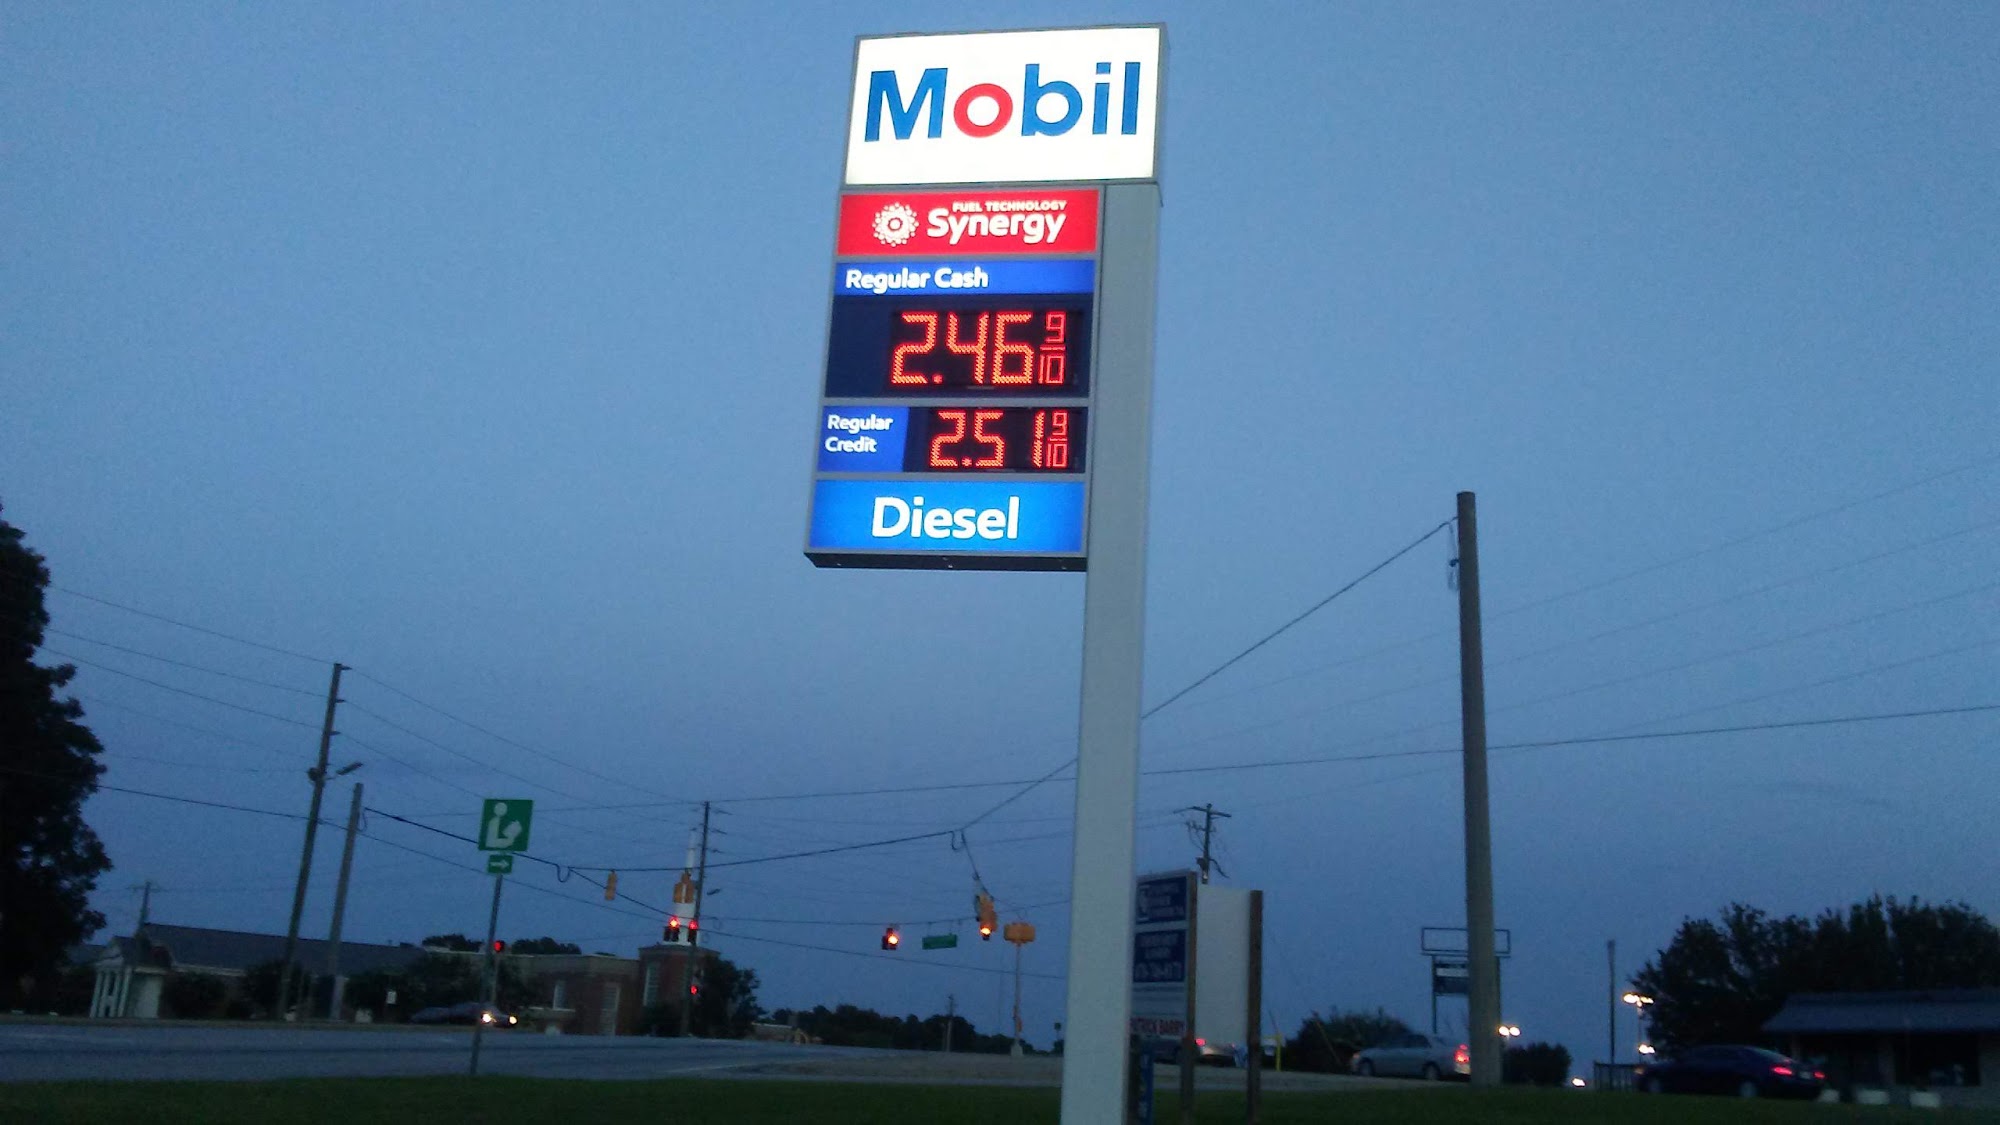 Mobil
FUEL TECHNOLOGY
Synergy
Regular Cash
2.46 9/10
Regular
Credit
2.51 9/10
Diesel